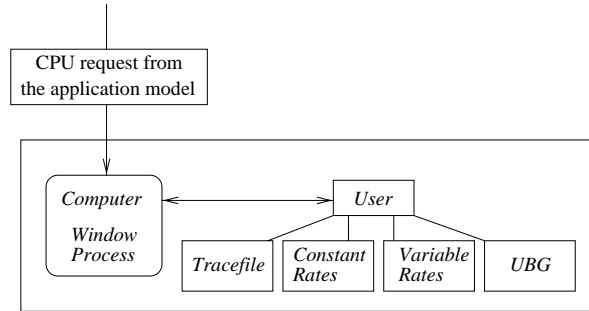 CPU request from
the application model
Computer
Window
Process
User
Tracefile
Constant
Rates
Variable
Rates
UBG